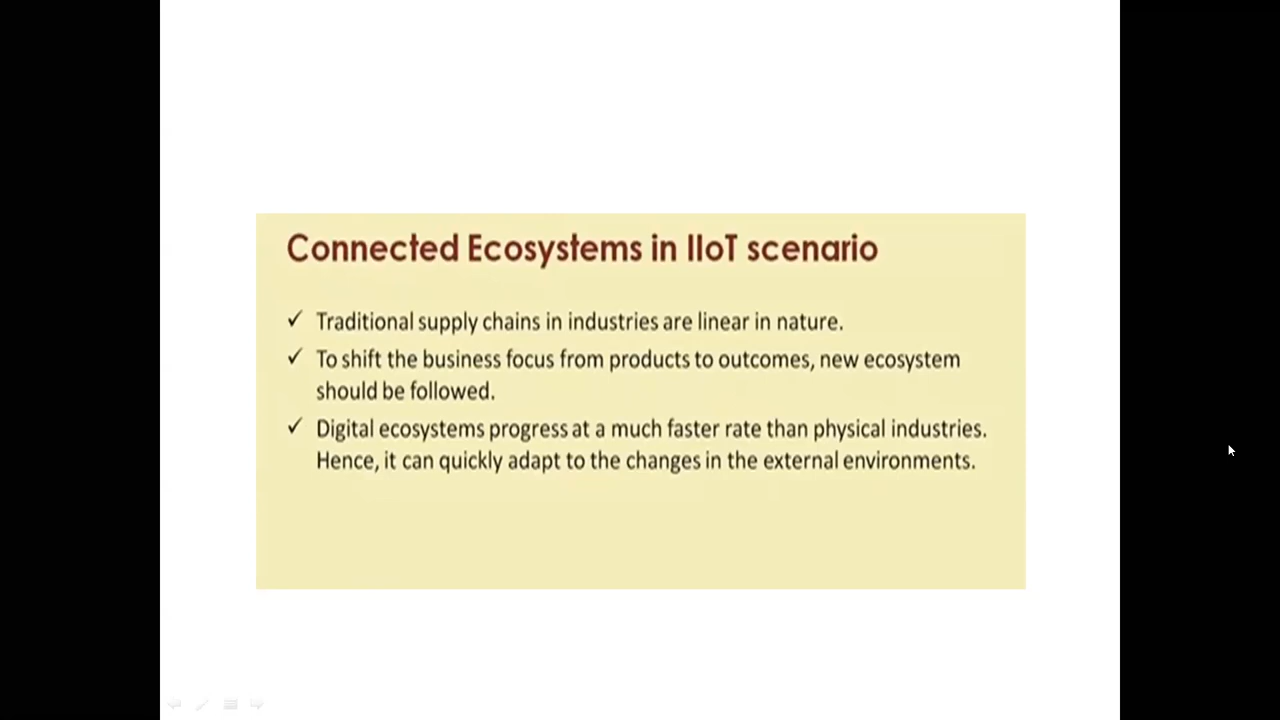 Connected Ecosystems in IIoT scenario
✓ Traditional supply chains in industries are linear in nature.
✓ To shift the business focus from products to outcomes, new ecosystem
should be followed.
✓ Digital ecosystems progress at a much faster rate than physical industries.
Hence, it can quickly adapt to the changes in the external environments.